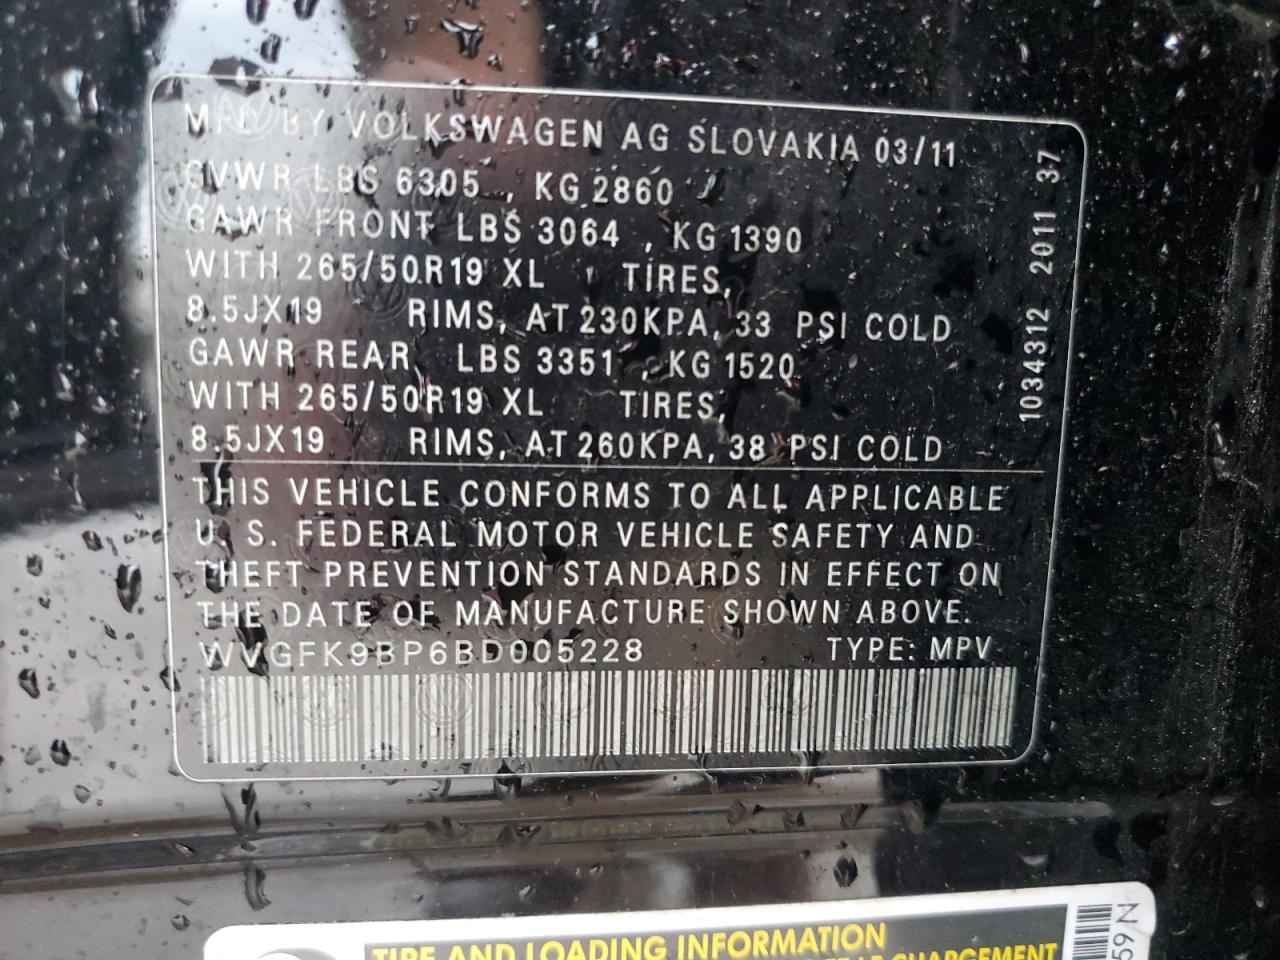 MFD BY VOLKSWAGEN AG SLOVAKIA 03/11
GVWR LBS 6305 , KG 2860
GAWR FRONT LBS 3064 , KG 1390
WITH 265/50R19 XL TIRES,
8.5JX19 RIMS, AT 230KPA, 33 PSI COLD
GAWR REAR LBS 3351 , KG 1520
WITH 265/50R19 XL TIRES,
8.5JX19 RIMS, AT 260KPA, 38 PSI COLD
1034312 2011 37
THIS VEHICLE CONFORMS TO ALL APPLICABLE
U. S. FEDERAL MOTOR VEHICLE SAFETY AND
THEFT PREVENTION STANDARDS IN EFFECT ON
THE DATE OF MANUFACTURE SHOWN ABOVE.
WVGFK9BP6BD005228 TYPE: MPV
TIRE AND LOADING INFORMATION
CHARGEMENT
59N